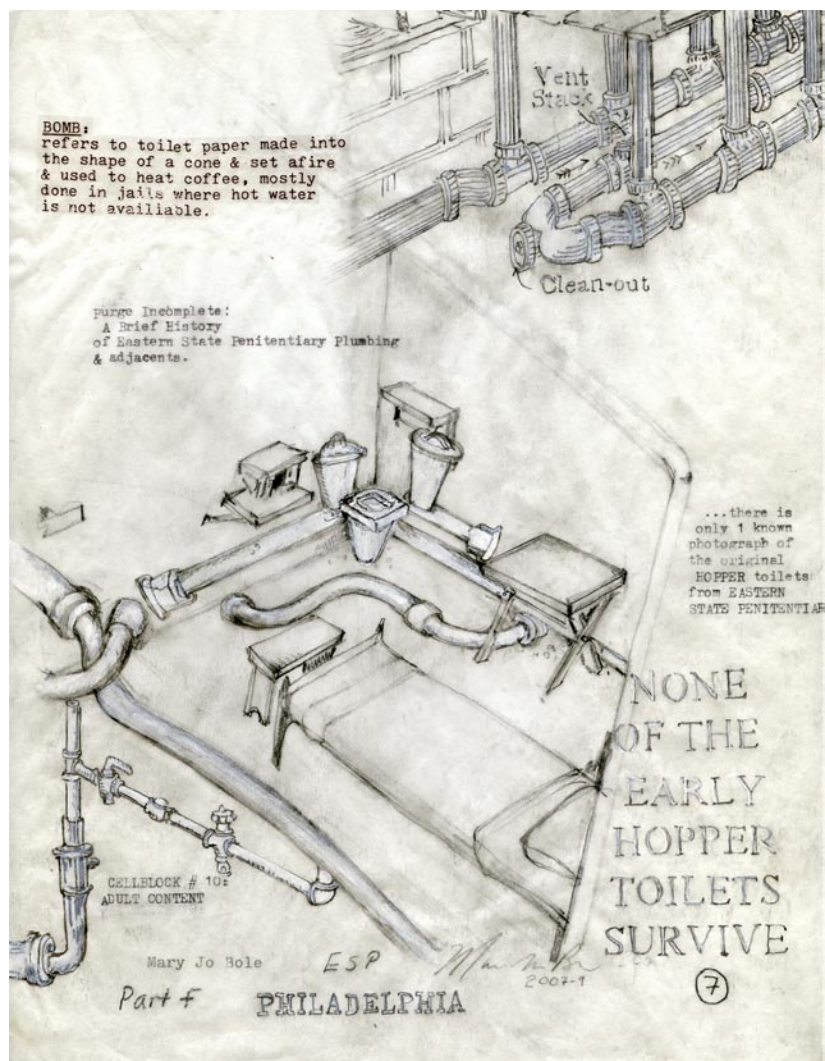 Vent
Stack
BOMB:
refers to toilet paper made into
the shape of a cone & set afire
& used to heat coffee, mostly
done in jails where hot water
is not availiable.
Clean-out
purge Incomplete:
A Brief History
of Eastern State Penitentiary Plumbing
& adjacents.
...there is
only 1 known
photograph of
the original
HOPPER toilets
from EASTERN
STATE PENITENTIAR
NONE
OF THE
EARLY
HOPPER
TOILETS
SURVIVE
CELLBLOCK # 10:
ADULT CONTENT
Mary Jo Bole
ESP
Part F
PHILADELPHIA
7